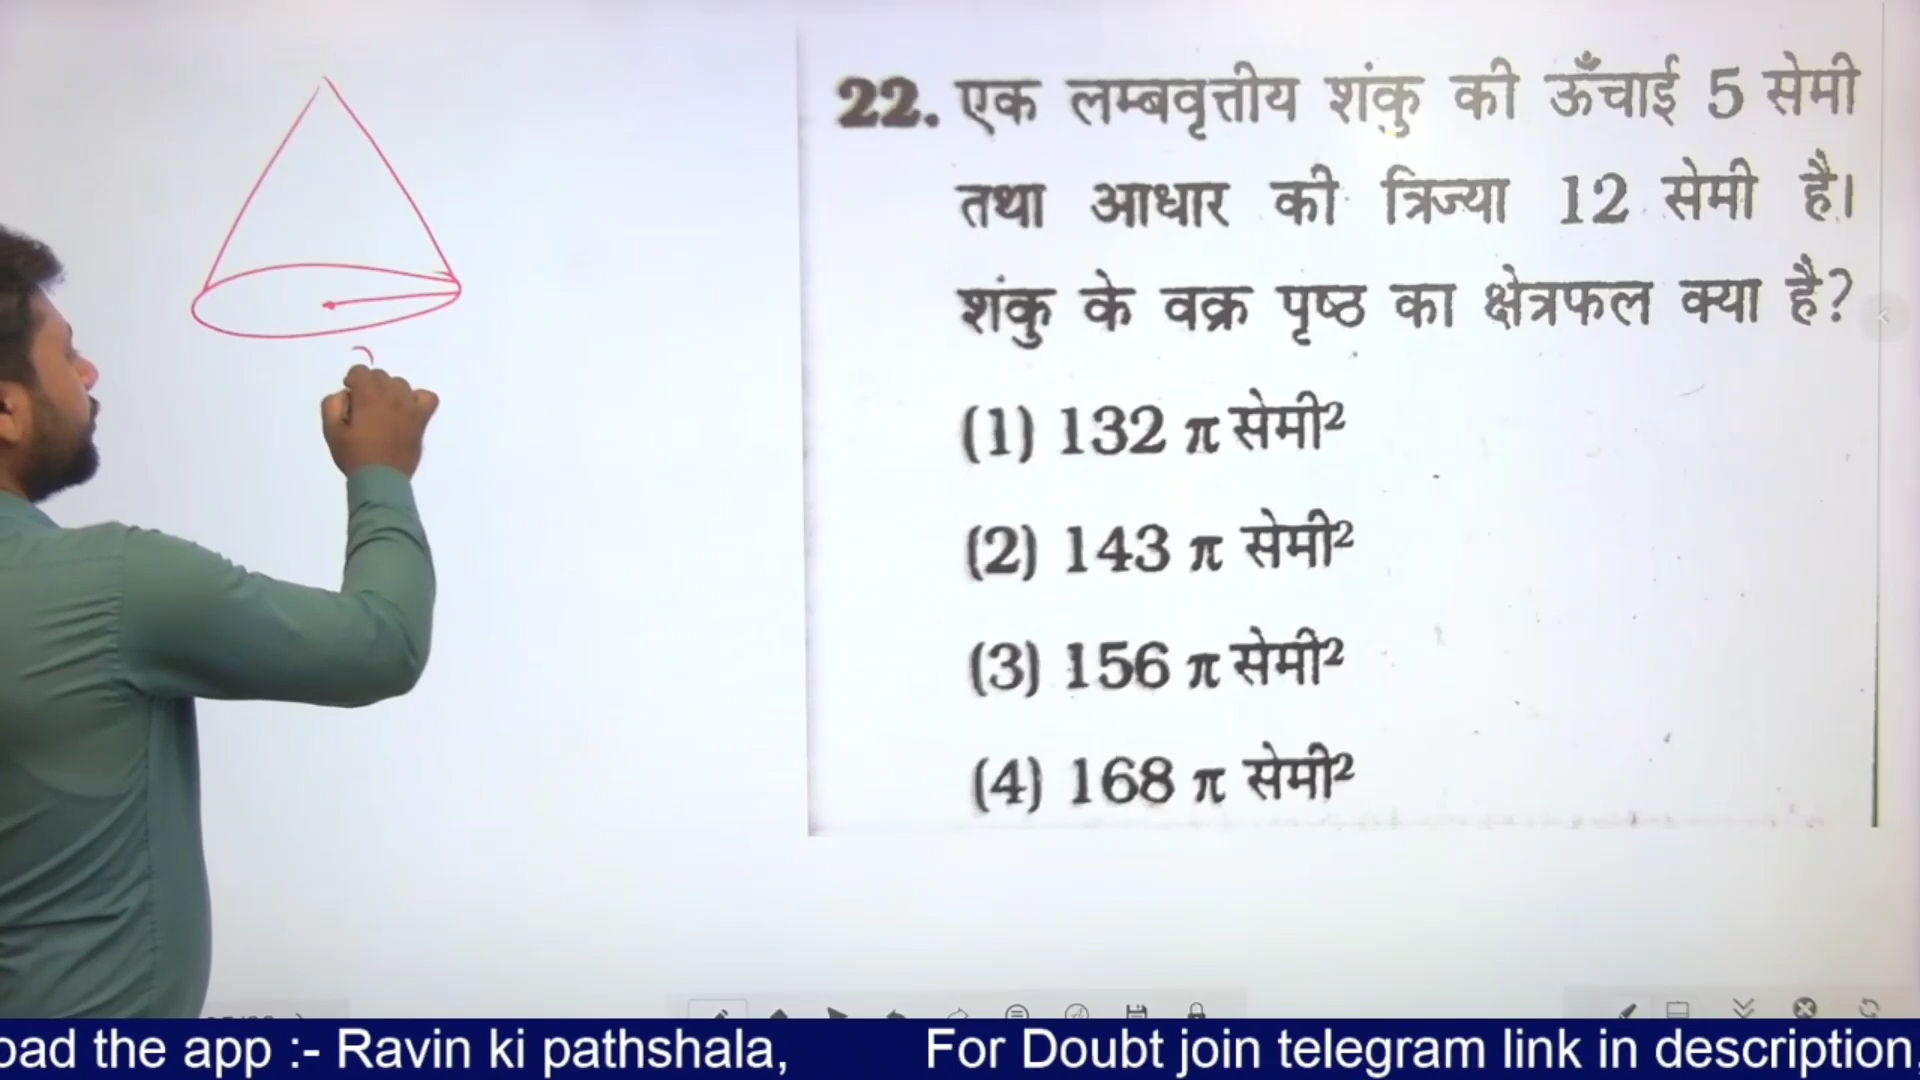 22. एक लम्बवृत्तीय शंकु की ऊँचाई 5 सेमी
तथा आधार की त्रिज्या 12 सेमी है।
शंकु के वक्र पृष्ठ का क्षेत्रफल क्या है?
(1) 132 π सेमी²
(2) 143 π सेमी²
(3) 156 π सेमी²
(4) 168 π सेमी²
oad the app :- Ravin ki pathshala, For Doubt join telegram link in description,